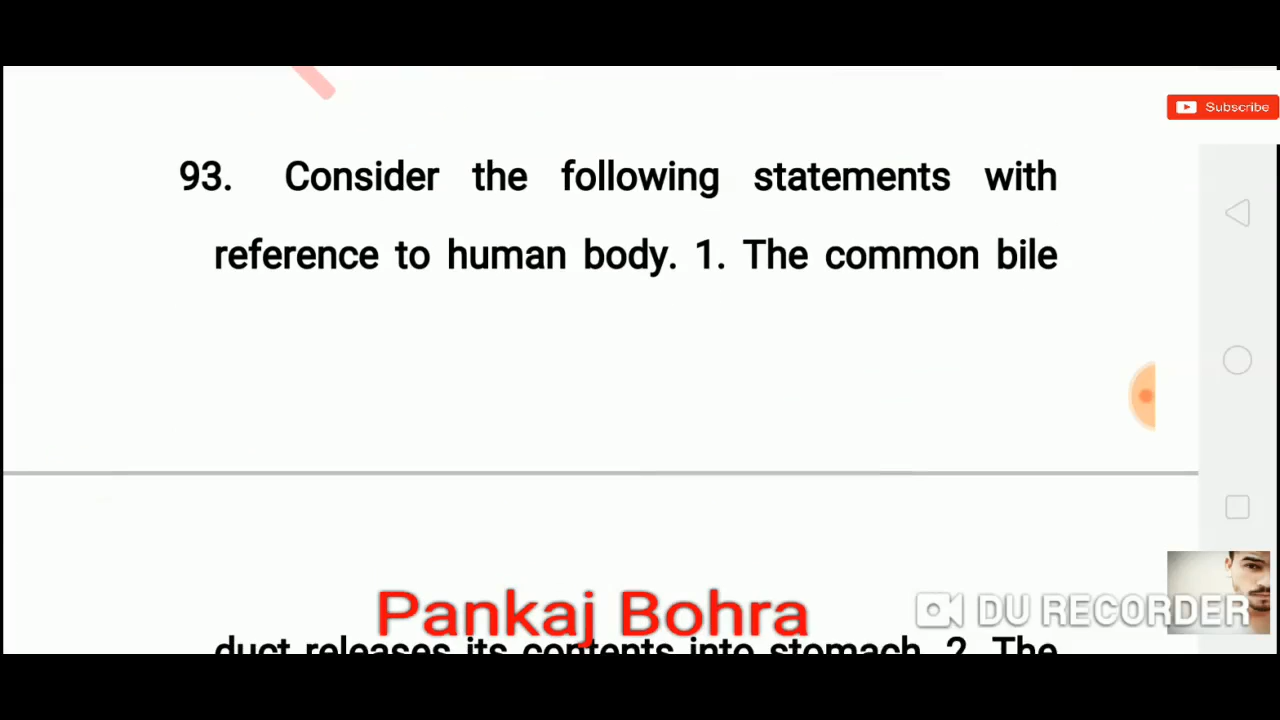 Subscribe
93. Consider the following statements with
reference to human body. 1. The common bile
Pankaj Bohra
DU RECORDER
duct releases its contents into stomach. 2. The